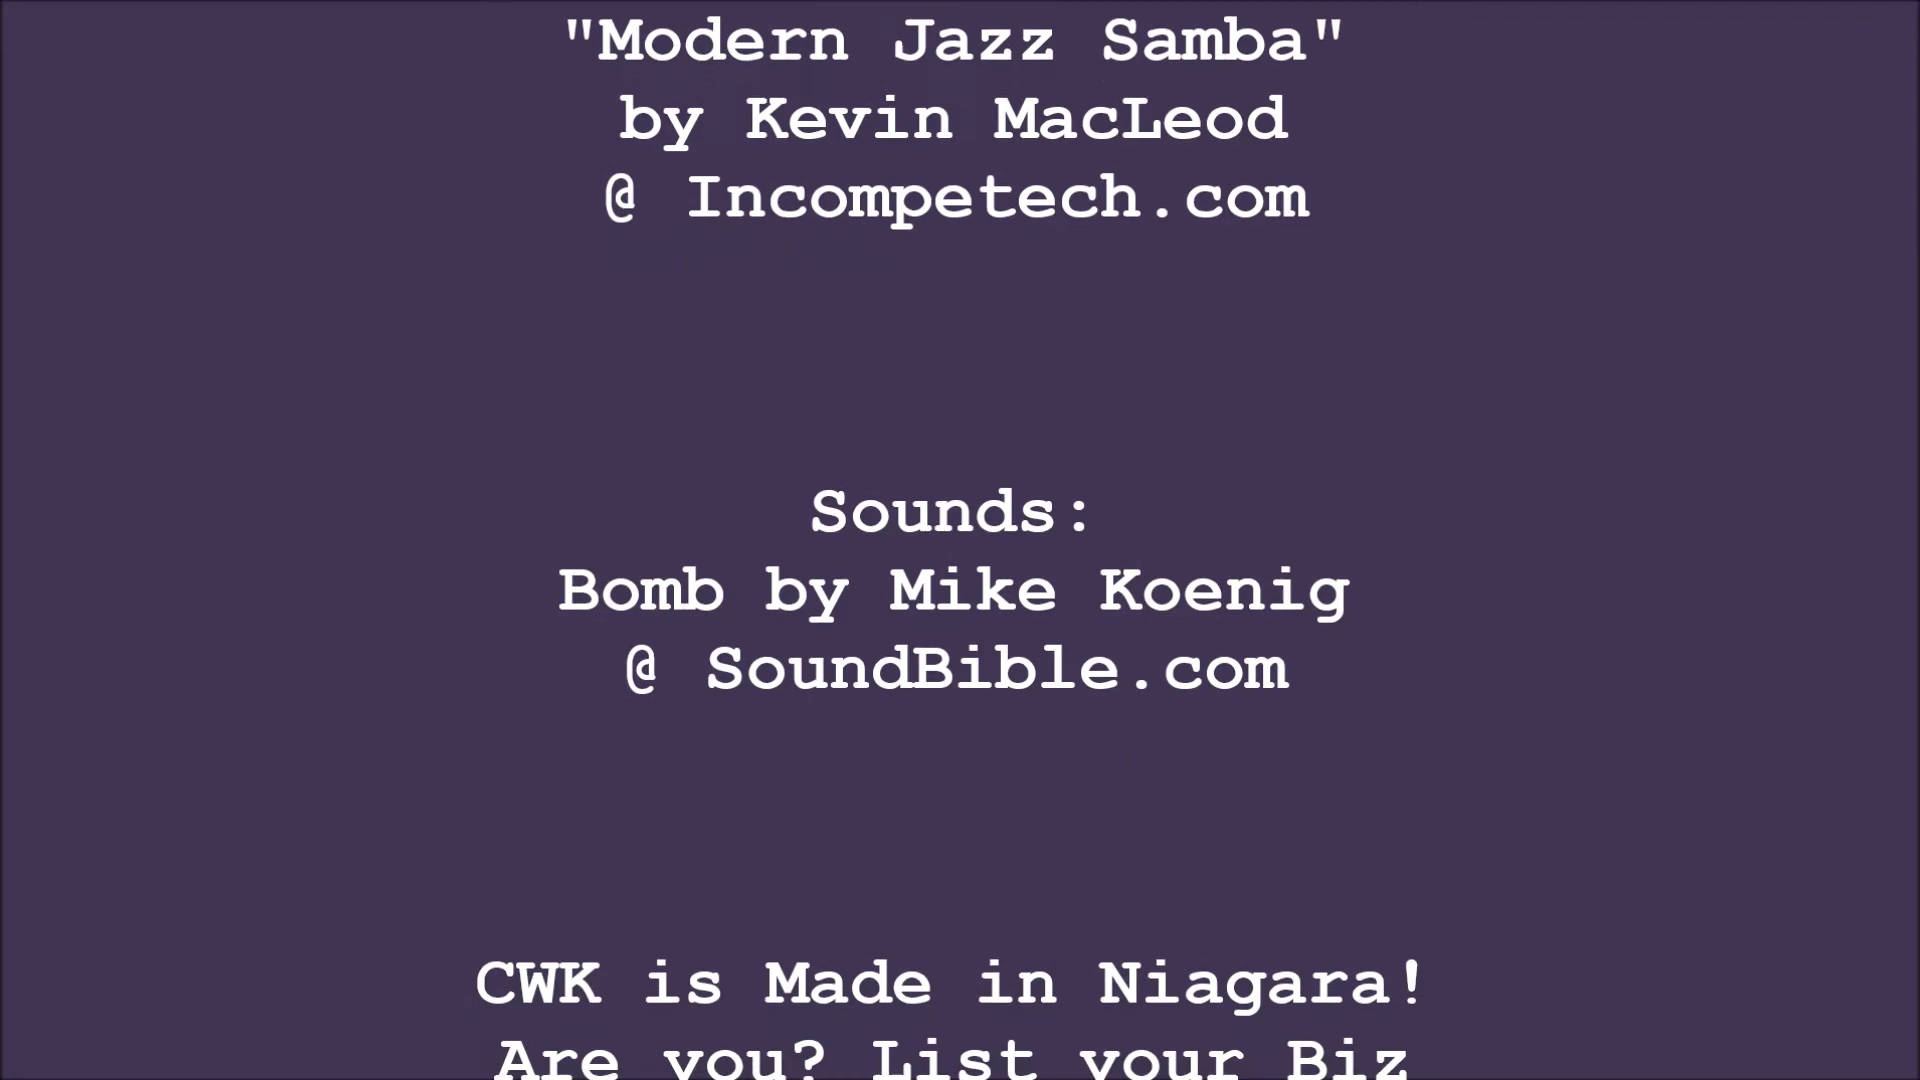 "Modern Jazz Samba"
by Kevin MacLeod
@ Incompetech.com
Sounds:
Bomb by Mike Koenig
@ SoundBible.com
CWK is Made in Niagara!
Are you? List your Biz